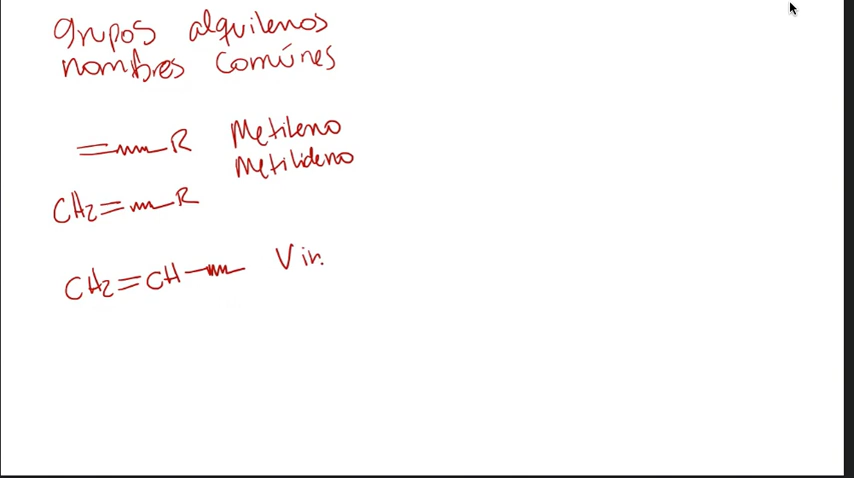 grupos alquilenos
nombres comúnes
=R Metileno
Metilideno
CH2=R
CH2=CH- Vin